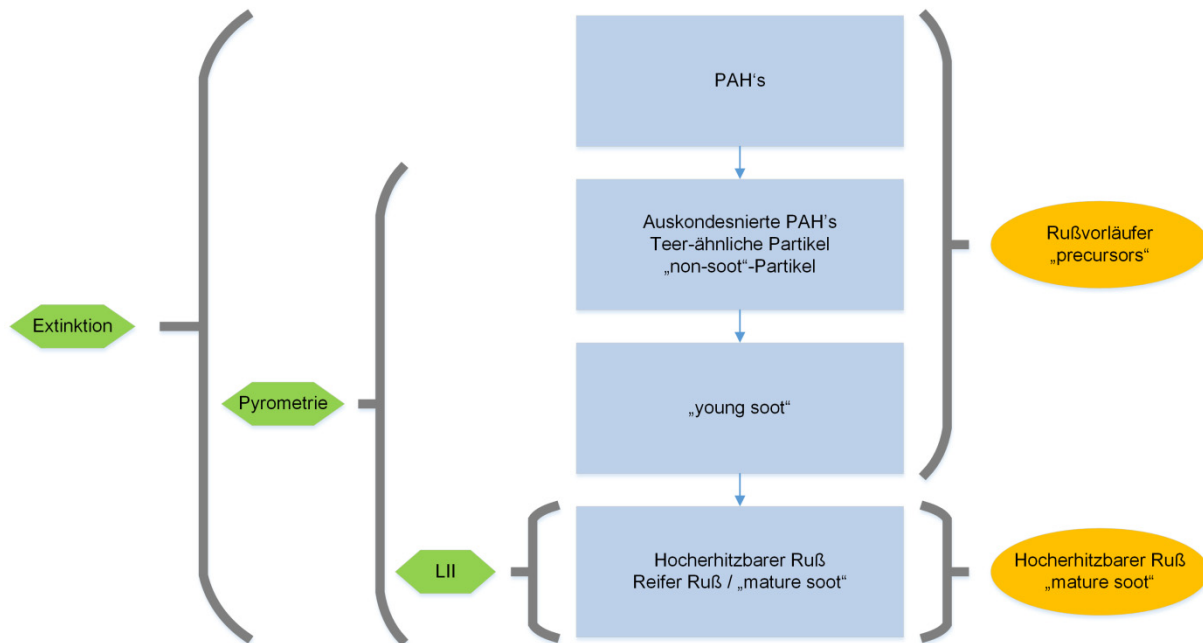 PAH‘s
Auskondesnierte PAH’s
Teer-ähnliche Partikel
„non-soot“-Partikel
Rußvorläufer
„precursors“
Extinktion
Pyrometrie
„young soot“
LII
Hocherhitzbarer Ruß
Reifer Ruß / „mature soot“
Hocherhitzbarer Ruß
„mature soot“